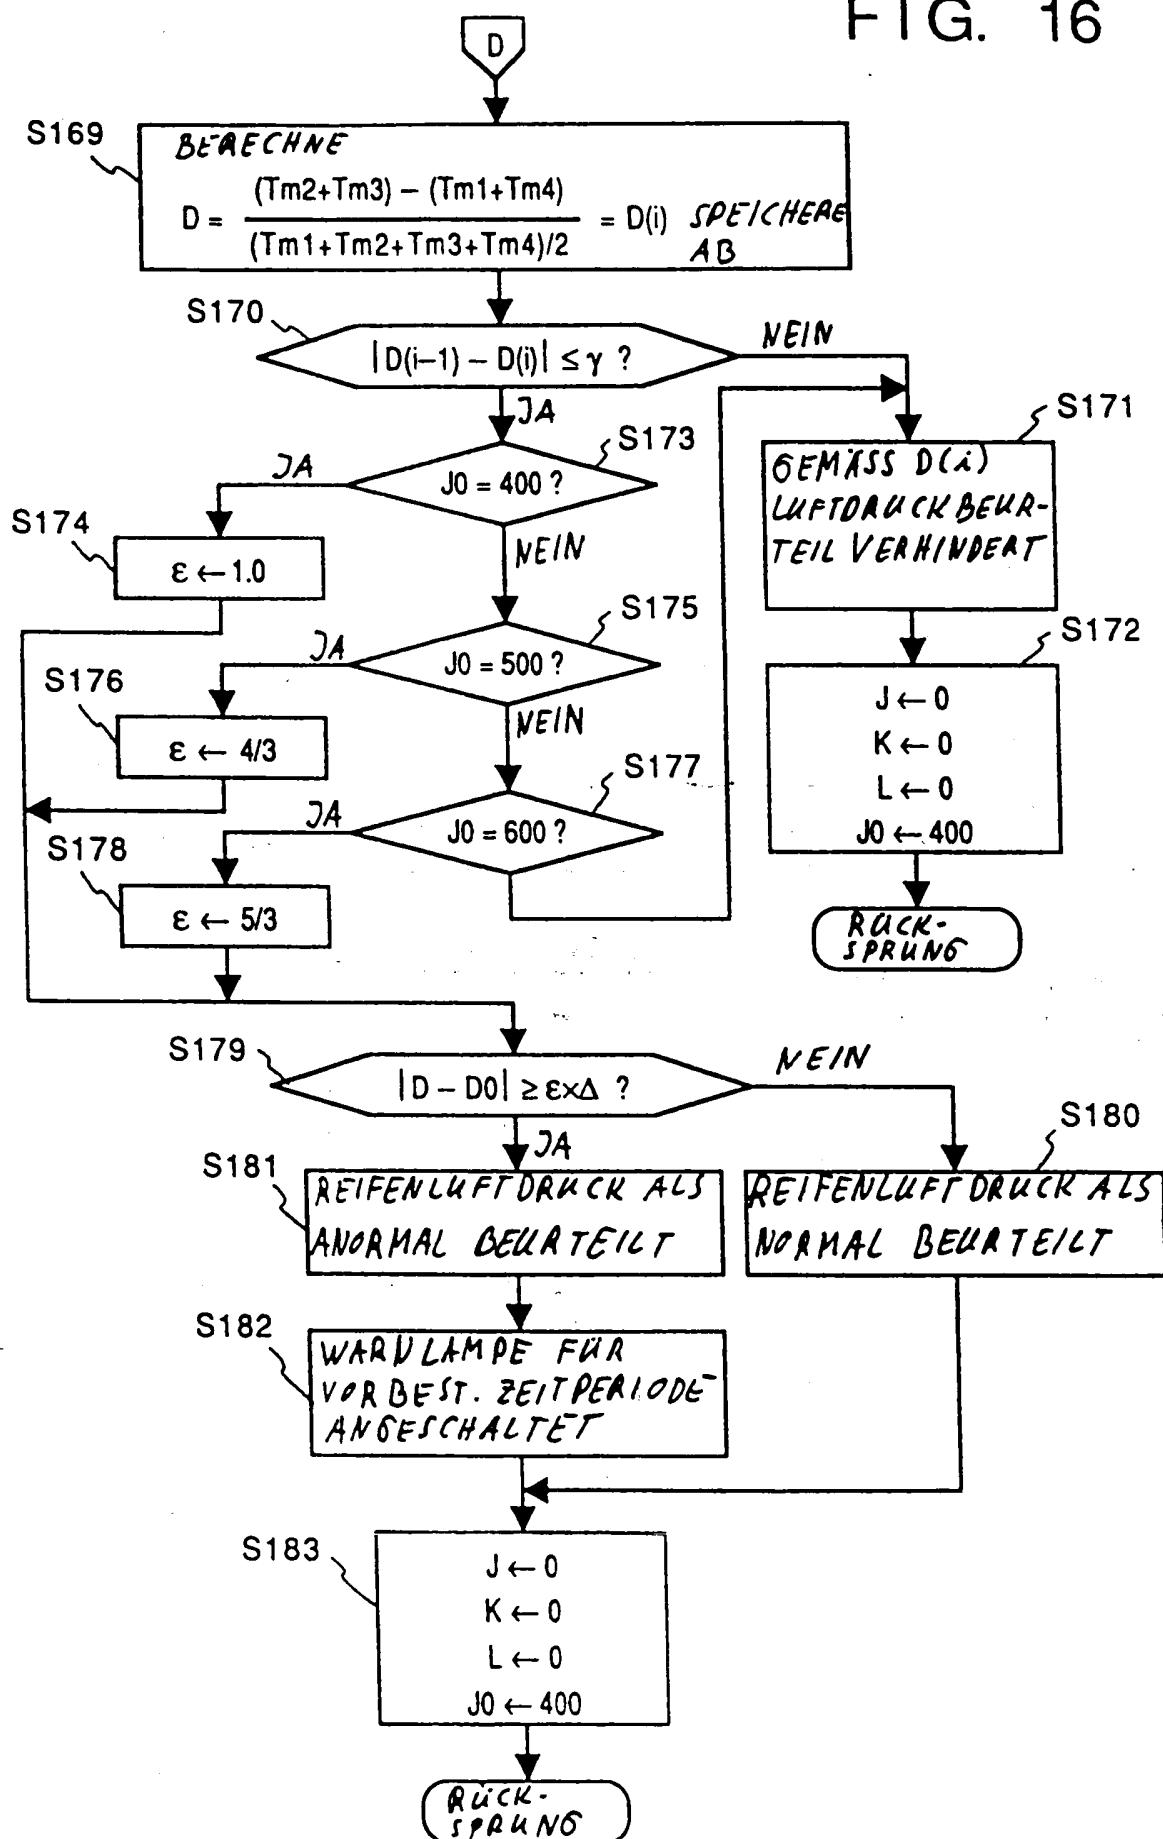 FIG. 16
D
S169
BERECHNE
(Tm2+Tm3) – (Tm1+Tm4)
D = = D(i) SPEICHERE
(Tm1+Tm2+Tm3+Tm4)/2 AB
S170
|D(i–1) – D(i)| ≤ γ ?
NEIN
JA
S171
GEMÄSS D(i)
LUFTDRUCKBEUR-
TEIL VERHINDERT
S173
J0 = 400 ?
JA
NEIN
S174
ε ← 1.0
S172
J ← 0
K ← 0
L ← 0
J0 ← 400
RÜCK-
SPRUNG
S175
J0 = 500 ?
JA
NEIN
S176
ε ← 4/3
S177
J0 = 600 ?
JA
S178
ε ← 5/3
S179
|D – D0| ≥ ε×Δ ?
NEIN
JA
S180
REIFENLUFTDRUCK ALS
NORMAL BEURTEILT
S181
REIFENLUFTDRUCK ALS
ANORMAL BEURTEILT
S182
WARNLAMPE FÜR
VORBEST. ZEITPERIODE
ANGESCHALTET
S183
J ← 0
K ← 0
L ← 0
J0 ← 400
RÜCK-
SPRUNG